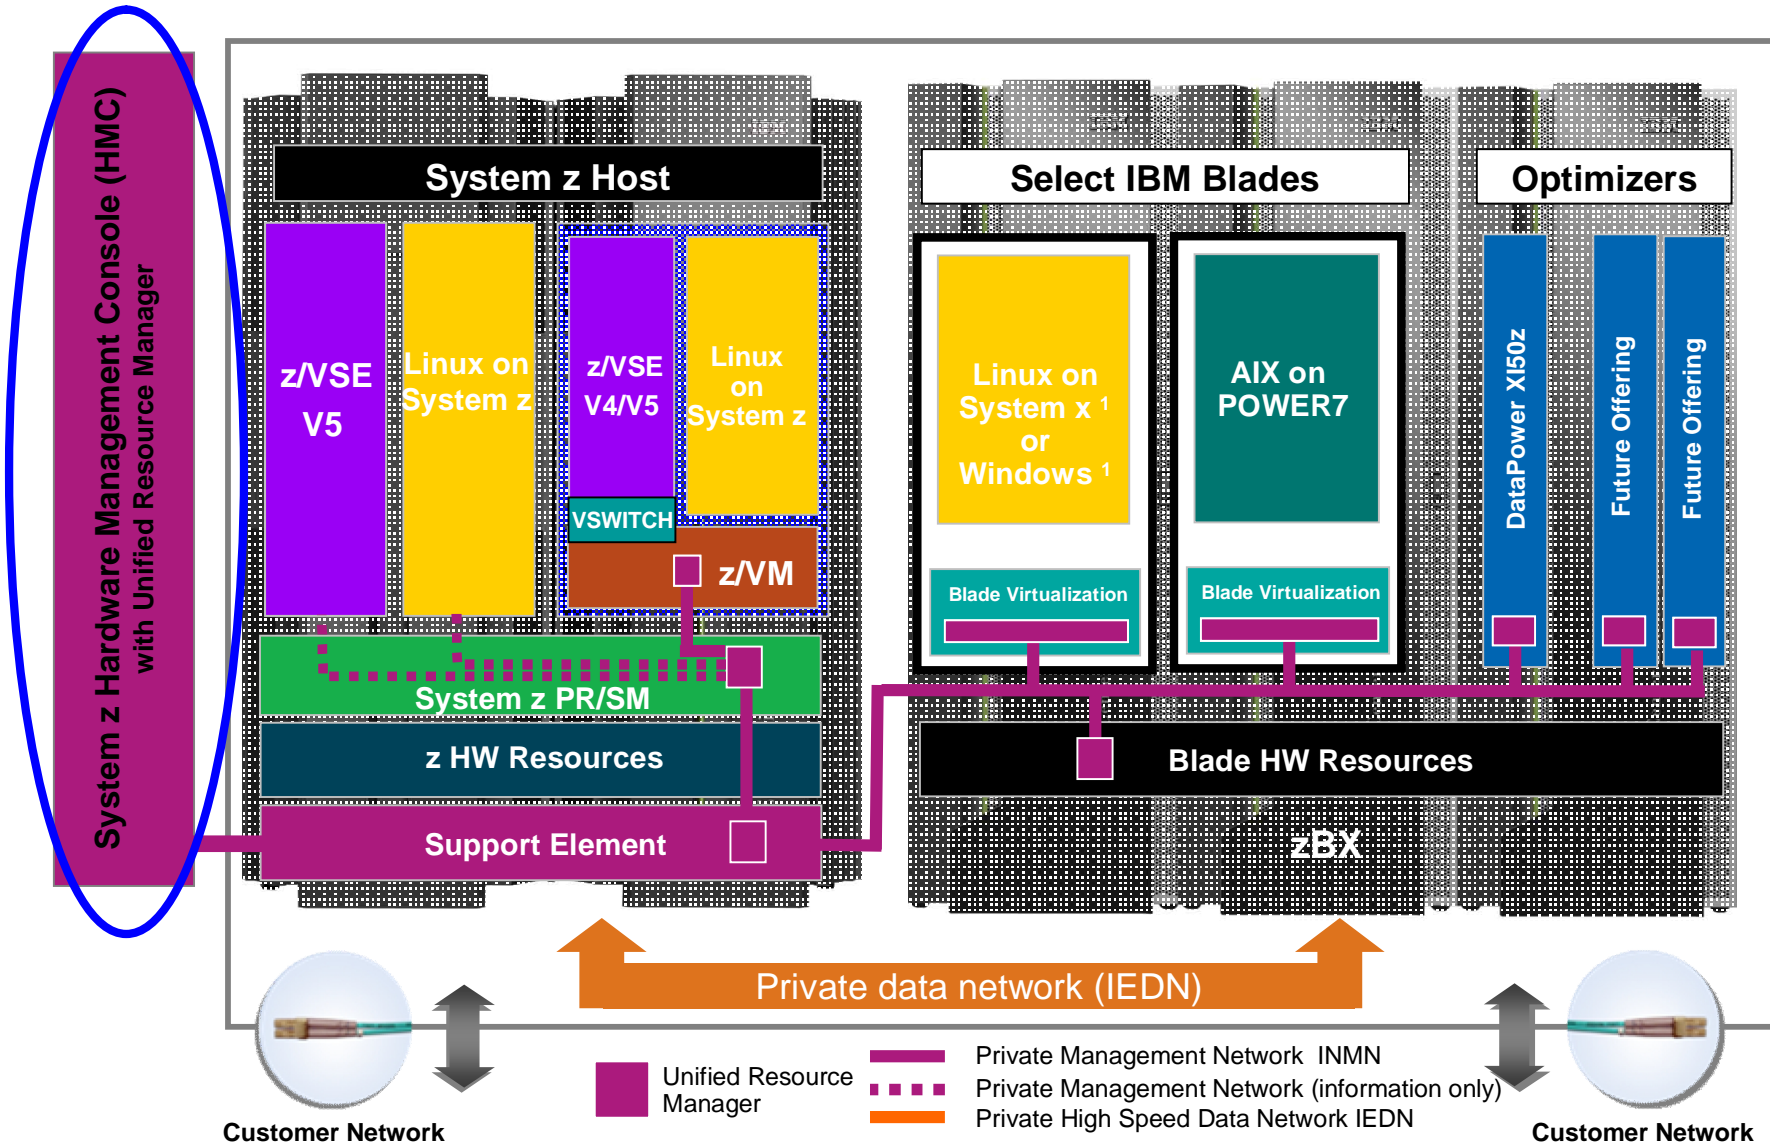 System z Hardware Management Console (HMC)
with Unified Resource Manager
System z Host
Select IBM Blades
Optimizers
z/VSE
V5
Linux on
System z
z/VSE
V4/V5
Linux
on
System z
VSWITCH
z/VM
Linux on
System x 1
or
Windows 1
AIX on
POWER7
DataPower XI50z
Future Offering
Future Offering
Blade Virtualization
Blade Virtualization
System z PR/SM
z HW Resources
Blade HW Resources
Support Element
zBX
Private data network (IEDN)
Unified Resource
Manager
Private Management Network INMN
Private Management Network (information only)
Private High Speed Data Network IEDN
Customer Network
Customer Network